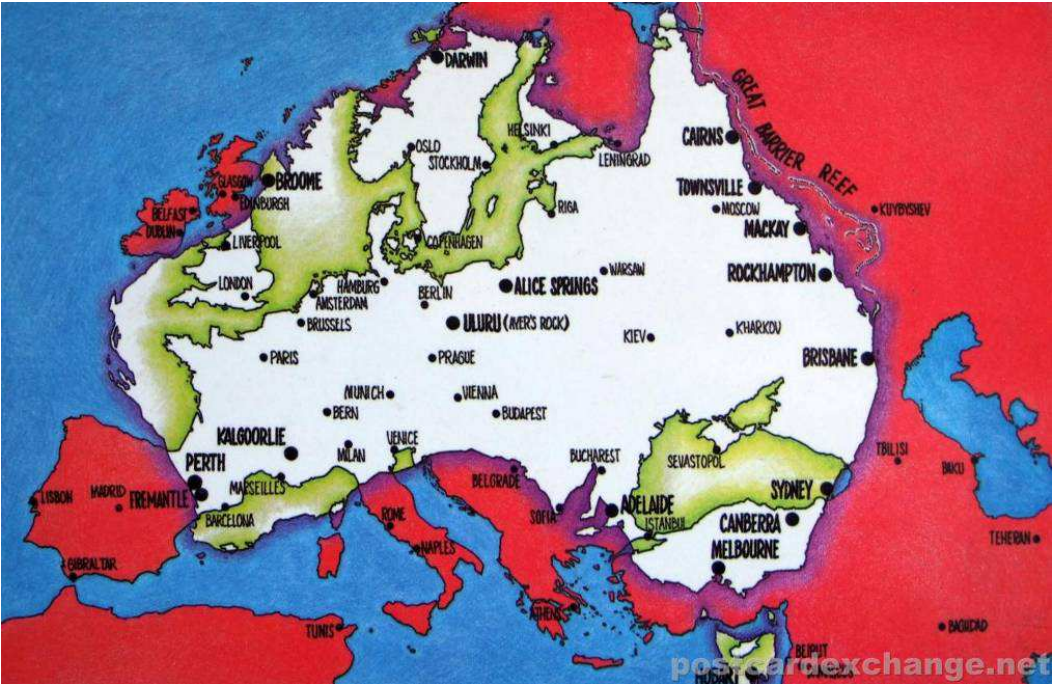 DARWIN
GREAT BARRIER REEF
HELSINKI
CAIRNS
OSLO
STOCKHOLM
LENINGRAD
GLASGOW
BROOME
TOWNSVILLE
EDINBURGH
RIGA
MOSCOW
KUYBYSHEV
BELFAST
DUBLIN
MACKAY
LIVERPOOL
COPENHAGEN
WARSAW
ROCKHAMPTON
LONDON
HAMBURG
ALICE SPRINGS
BERLIN
AMSTERDAM
BRUSSELS
ULURU (AYER'S ROCK)
KIEV
KHARKOV
PARIS
PRAGUE
BRISBANE
MUNICH
VIENNA
BERN
BUDAPEST
KALGOORLIE
VENICE
MILAN
BUCHAREST
SEVASTOPOL
TBILISI
BAKU
PERTH
MARSEILLES
BELGRADE
SYDNEY
LISBON
MADRID
FREMANTLE
ADELAIDE
BARCELONA
ROME
SOFIA
ISTANBUL
CANBERRA
NAPLES
MELBOURNE
TEHERAN
GIBRALTAR
ATHENS
TUNIS
BAGHDAD
BEIRUT
HOBART
postcardexchange.net